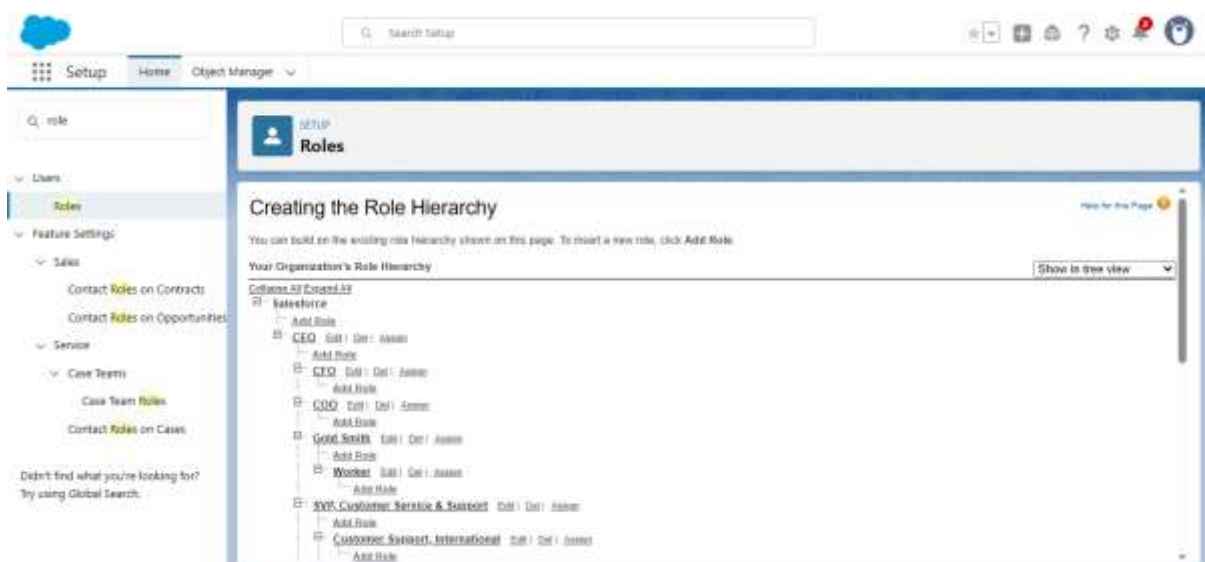 Search Setup
2
Setup Home Object Manager
role
SETUP
Roles
Users
Roles
Feature Settings
Sales
Contact Roles on Contracts
Contact Roles on Opportunities
Service
Case Teams
Case Team Roles
Contact Roles on Cases
Didn't find what you're looking for?
Try using Global Search.
Creating the Role Hierarchy
Help for this Page
You can build on the existing role hierarchy shown on this page. To insert a new role, click Add Role.
Your Organization's Role Hierarchy
Show in tree view
Collapse All Expand All
Salesforce
Add Role
CEO Edit | Del | Assign
Add Role
CFO Edit | Del | Assign
Add Role
COO Edit | Del | Assign
Add Role
Gold Smith Edit | Del | Assign
Add Role
Worker Edit | Del | Assign
Add Role
SVP, Customer Service & Support Edit | Del | Assign
Add Role
Customer Support, International Edit | Del | Assign
Add Role